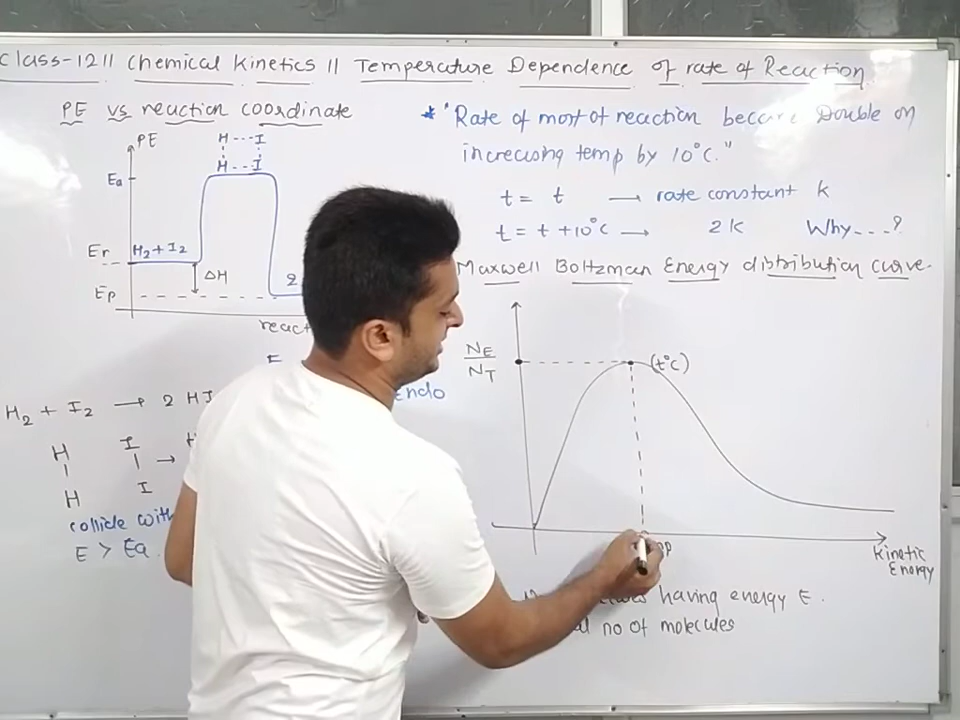 Class-12 || Chemical Kinetics || Temperature Dependence of rate of Reaction
PE vs reaction coordinate
PE
H---I
H---I
Ea
Er
H2 + I2
ΔH
Ep
2
reac
Endo
H2 + I2 → 2 HI
H I →
H I
collide with
E > Ea
* "Rate of most of reaction became Double on
increasing temp by 10°C."
t = t → rate constant k
t = t + 10°C → 2K Why---?
Maxwell Boltzman Energy distribution curve.
NE
NT
(t°C)
Kinetic
Energy
having energy E.
no of molecules